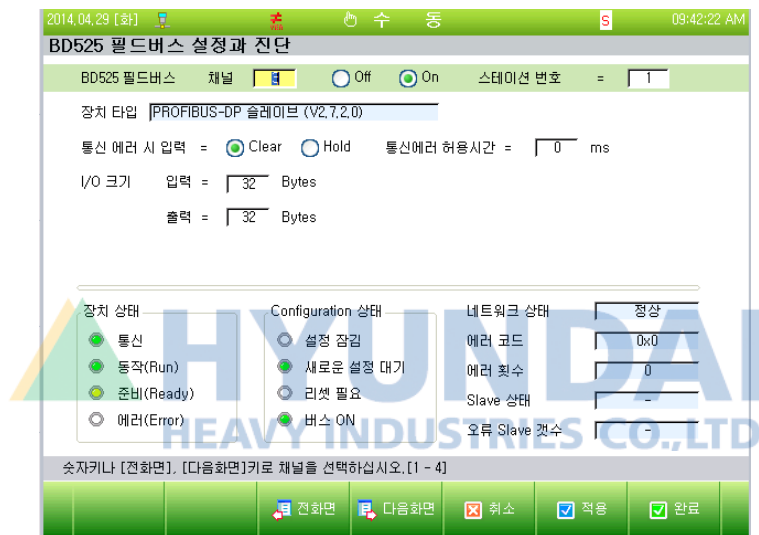 2014.04.29 [화] 수 동 S 09:42:22 AM
BD525 필드버스 설정과 진단
BD525 필드버스 채널 Off On 스테이션 번호 = 1
장치 타입 PROFIBUS-DP 슬레이브 (V2.7.2.0)
통신 에러 시 입력 = Clear Hold 통신에러 허용시간 = 0 ms
I/O 크기 입력 = 32 Bytes
출력 = 32 Bytes
장치 상태 Configuration 상태 네트워크 상태 정상
통신 설정 잠김 에러 코드 0x0
동작(Run) 새로운 설정 대기 에러 횟수 0
준비(Ready) 리셋 필요 Slave 상태 -
에러(Error) 버스 ON 오류 Slave 갯수 -
HYUNDAI
HEAVY INDUSTRIES CO.,LTD
숫자키나 [전화면], [다음화면]키로 채널을 선택하십시오.[1 - 4]
전화면 다음화면 취소 적용 완료